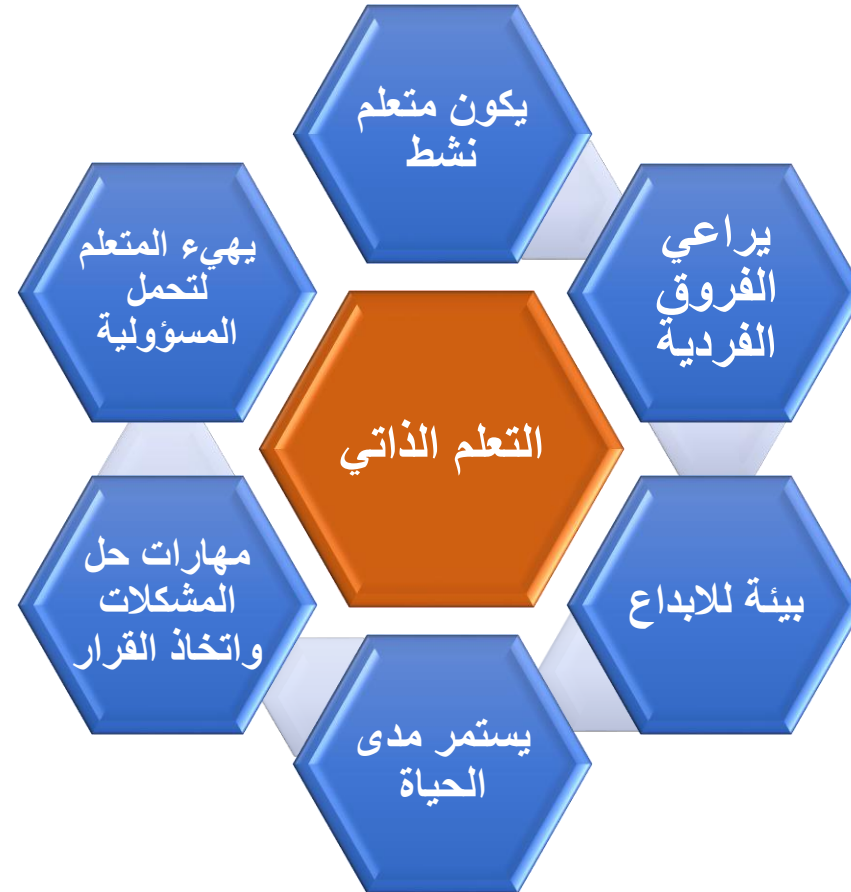 يكون متعلم
نشط
يراعي
الفروق
الفردية
بيئة للابداع
يستمر مدى
الحياة
مهارات حل
المشكلات
واتخاذ القرار
يهيء المتعلم
لتحمل
المسؤولية
التعلم الذاتي